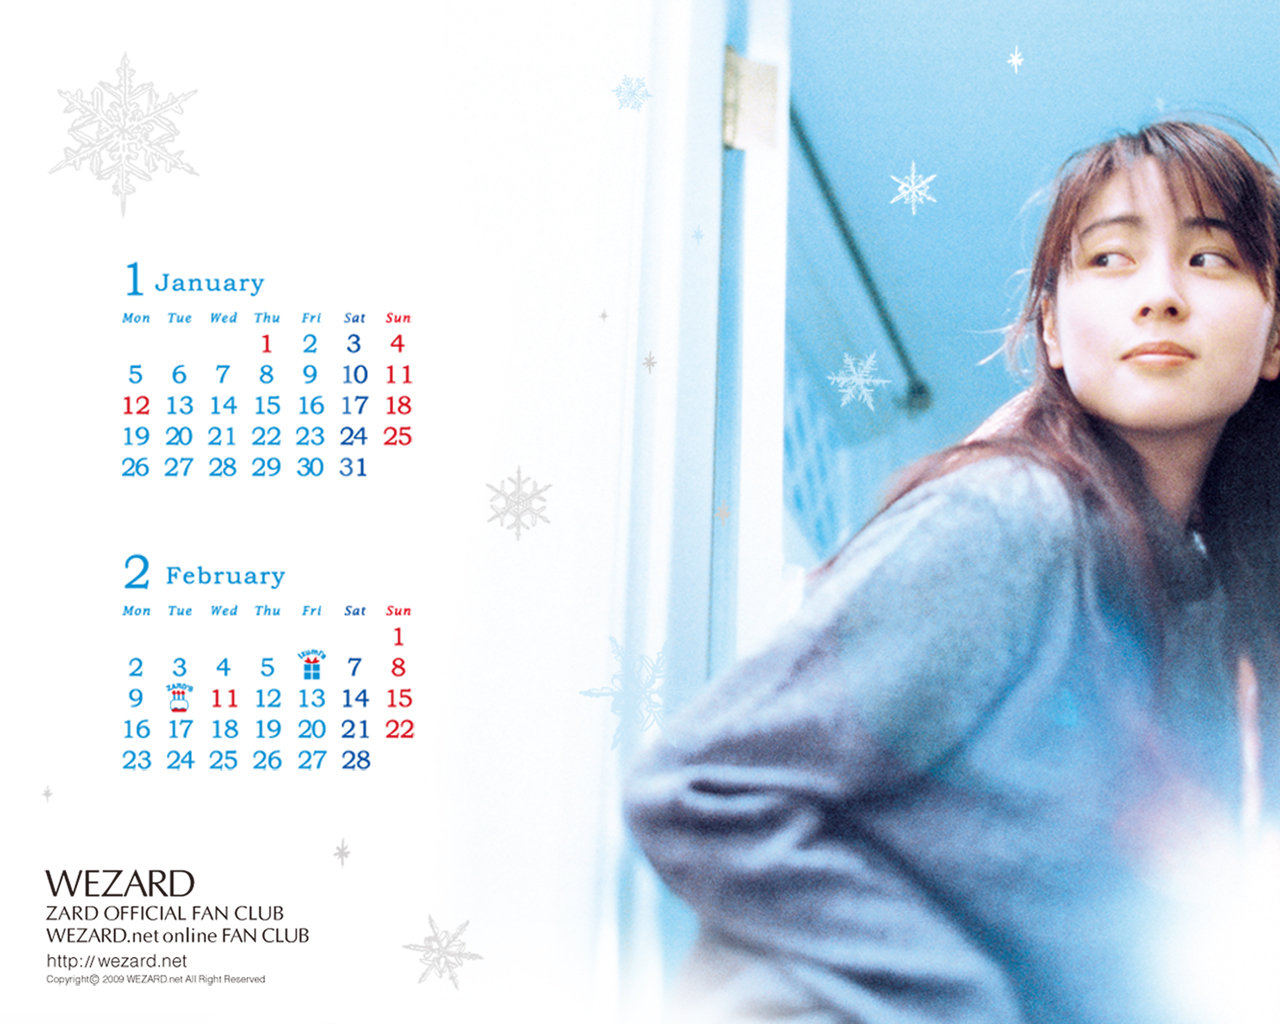 1 January
Mon Tue Wed Thu Fri Sat Sun
1 2 3 4
5 6 7 8 9 10 11
12 13 14 15 16 17 18
19 20 21 22 23 24 25
26 27 28 29 30 31
2 February
Mon Tue Wed Thu Fri Sat Sun
1
Izumi's
2 3 4 5 7 8
ZARD'S
9 11 12 13 14 15
16 17 18 19 20 21 22
23 24 25 26 27 28
WEZARD
ZARD OFFICIAL FAN CLUB
WEZARD.net online FAN CLUB
http://wezard.net
Copyright© 2009 WEZARD.net All Right Reserved